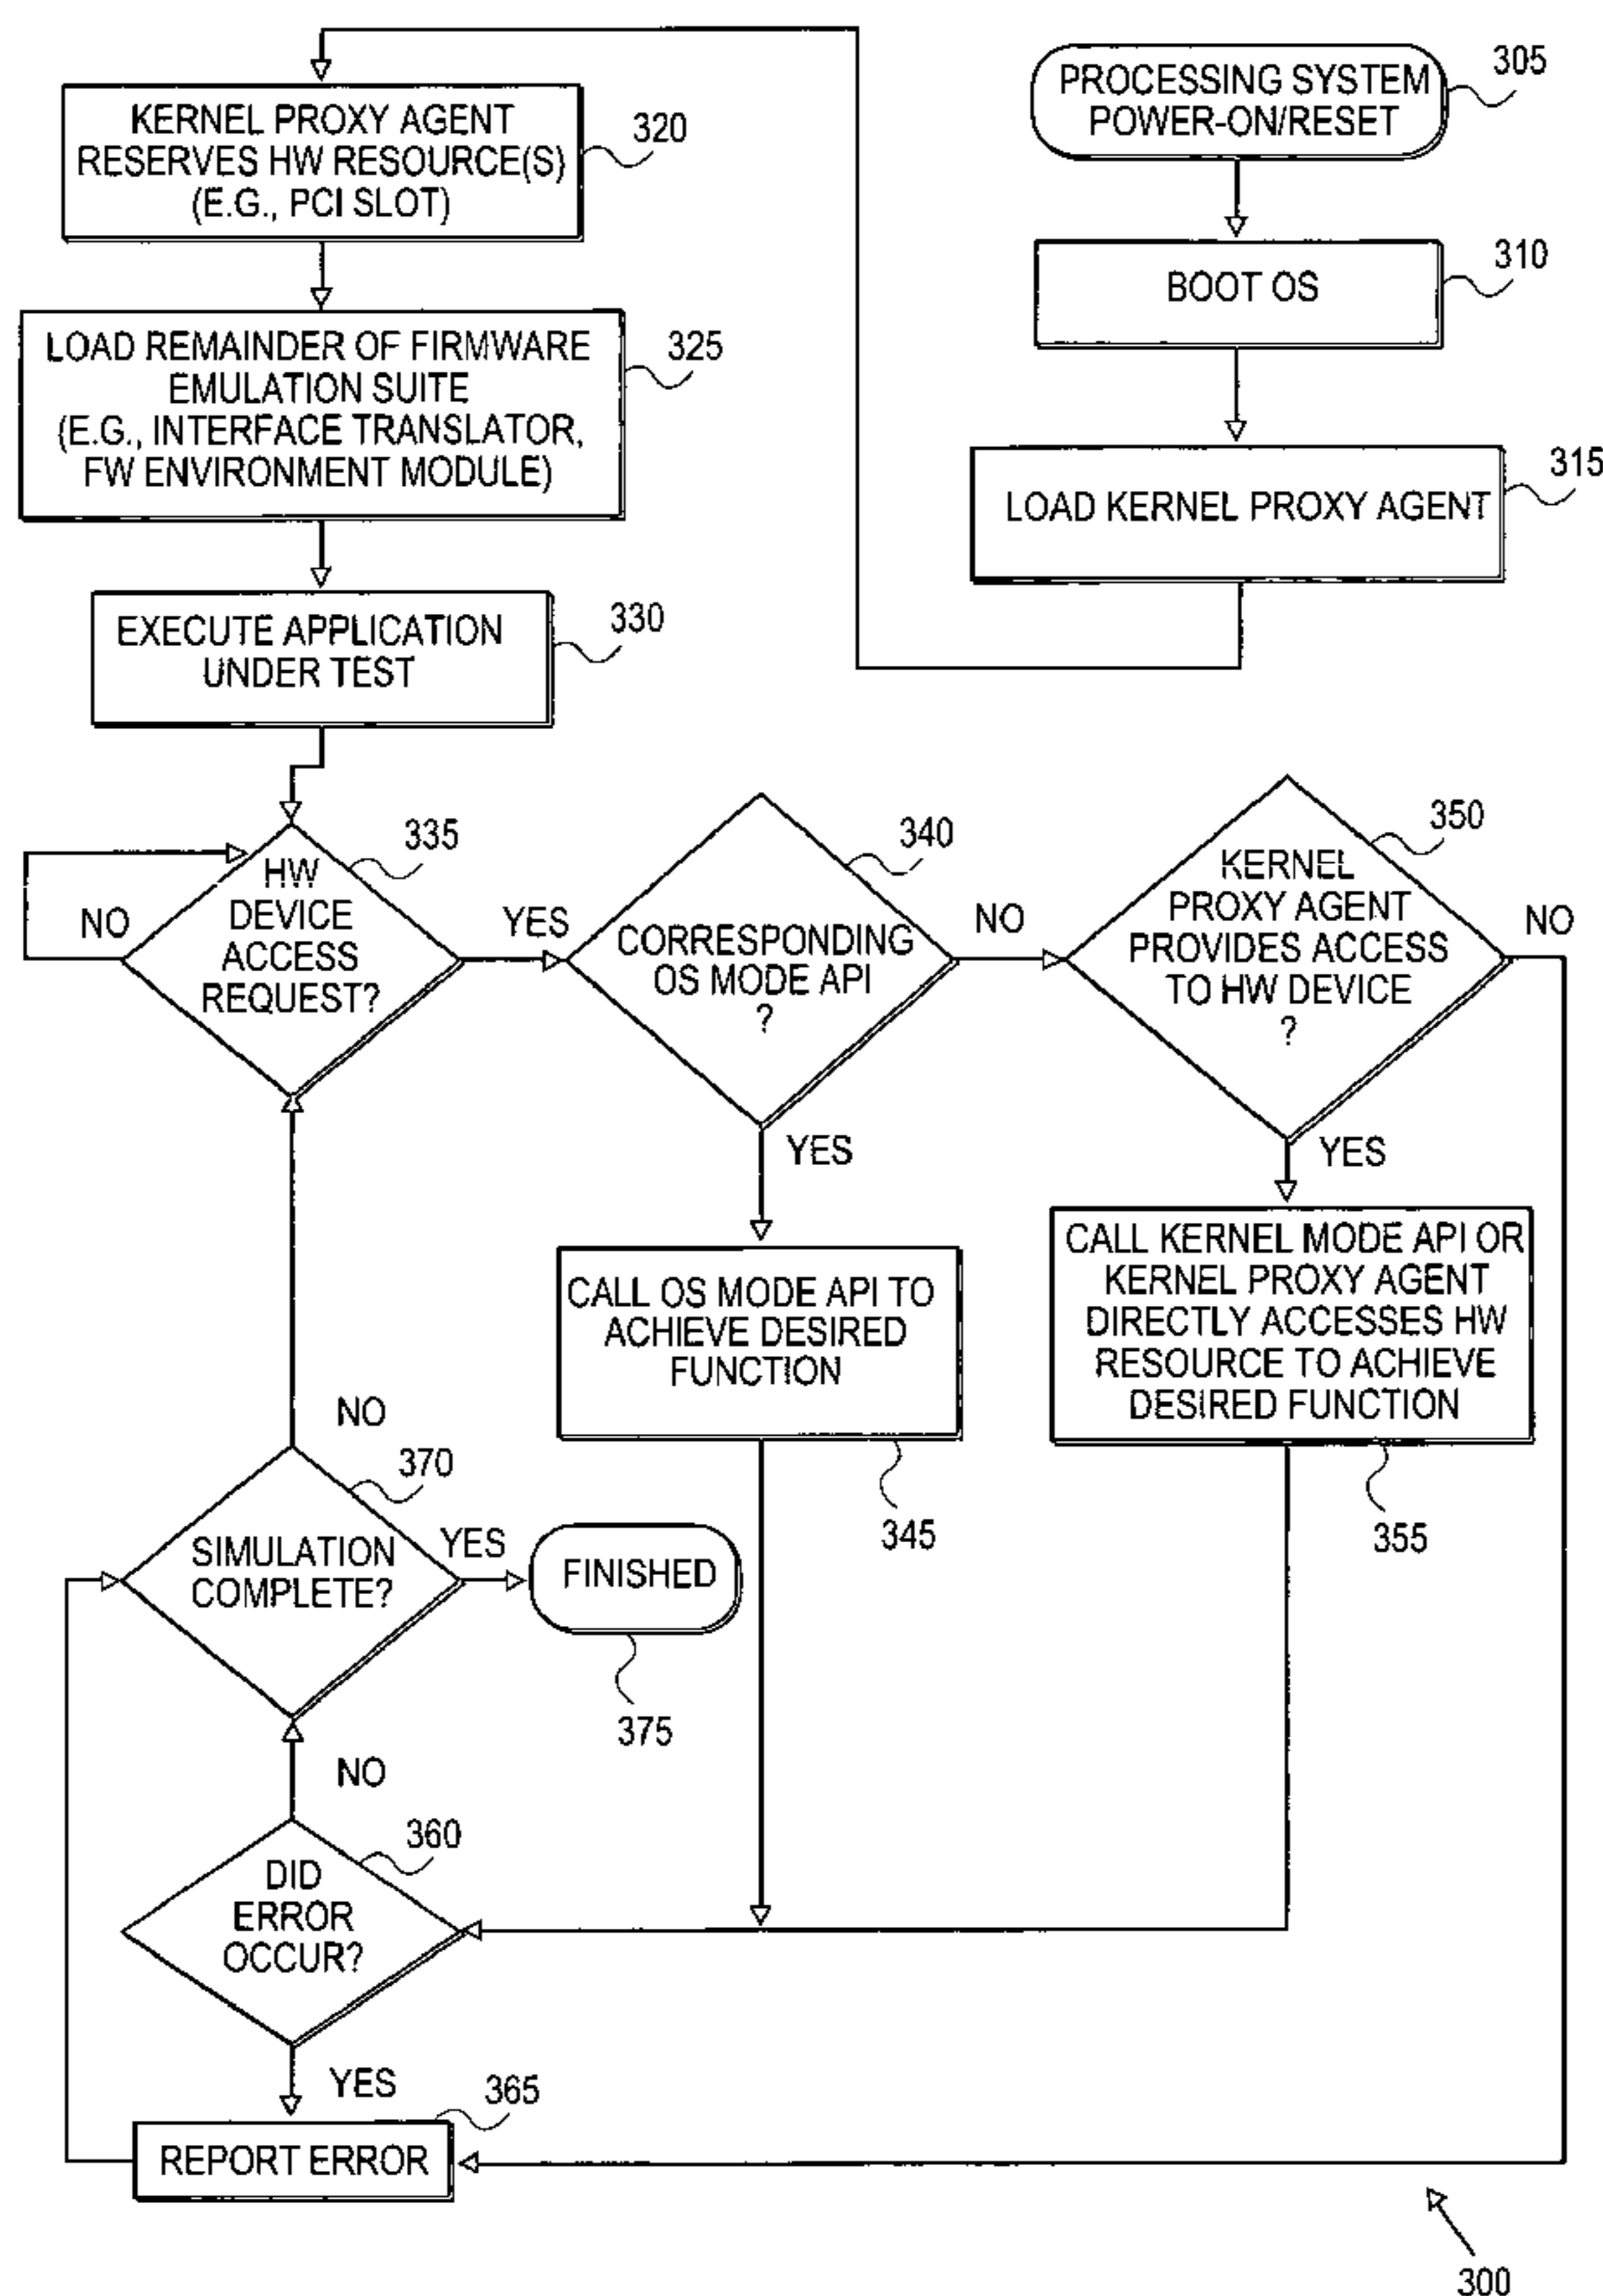 PROCESSING SYSTEM
POWER-ON/RESET
305
BOOT OS
310
LOAD KERNEL PROXY AGENT
315
KERNEL PROXY AGENT
RESERVES HW RESOURCE(S)
(E.G., PCI SLOT)
320
LOAD REMAINDER OF FIRMWARE
EMULATION SUITE
(E.G., INTERFACE TRANSLATOR,
FW ENVIRONMENT MODULE)
325
EXECUTE APPLICATION
UNDER TEST
330
HW
DEVICE
ACCESS
REQUEST?
335
NO
YES
CORRESPONDING
OS MODE API
?
340
NO
YES
KERNEL
PROXY AGENT
PROVIDES ACCESS
TO HW DEVICE
?
350
NO
YES
CALL OS MODE API TO
ACHIEVE DESIRED
FUNCTION
345
CALL KERNEL MODE API OR
KERNEL PROXY AGENT
DIRECTLY ACCESSES HW
RESOURCE TO ACHIEVE
DESIRED FUNCTION
355
NO
370
SIMULATION
COMPLETE?
YES
FINISHED
375
NO
360
DID
ERROR
OCCUR?
YES
365
REPORT ERROR
300